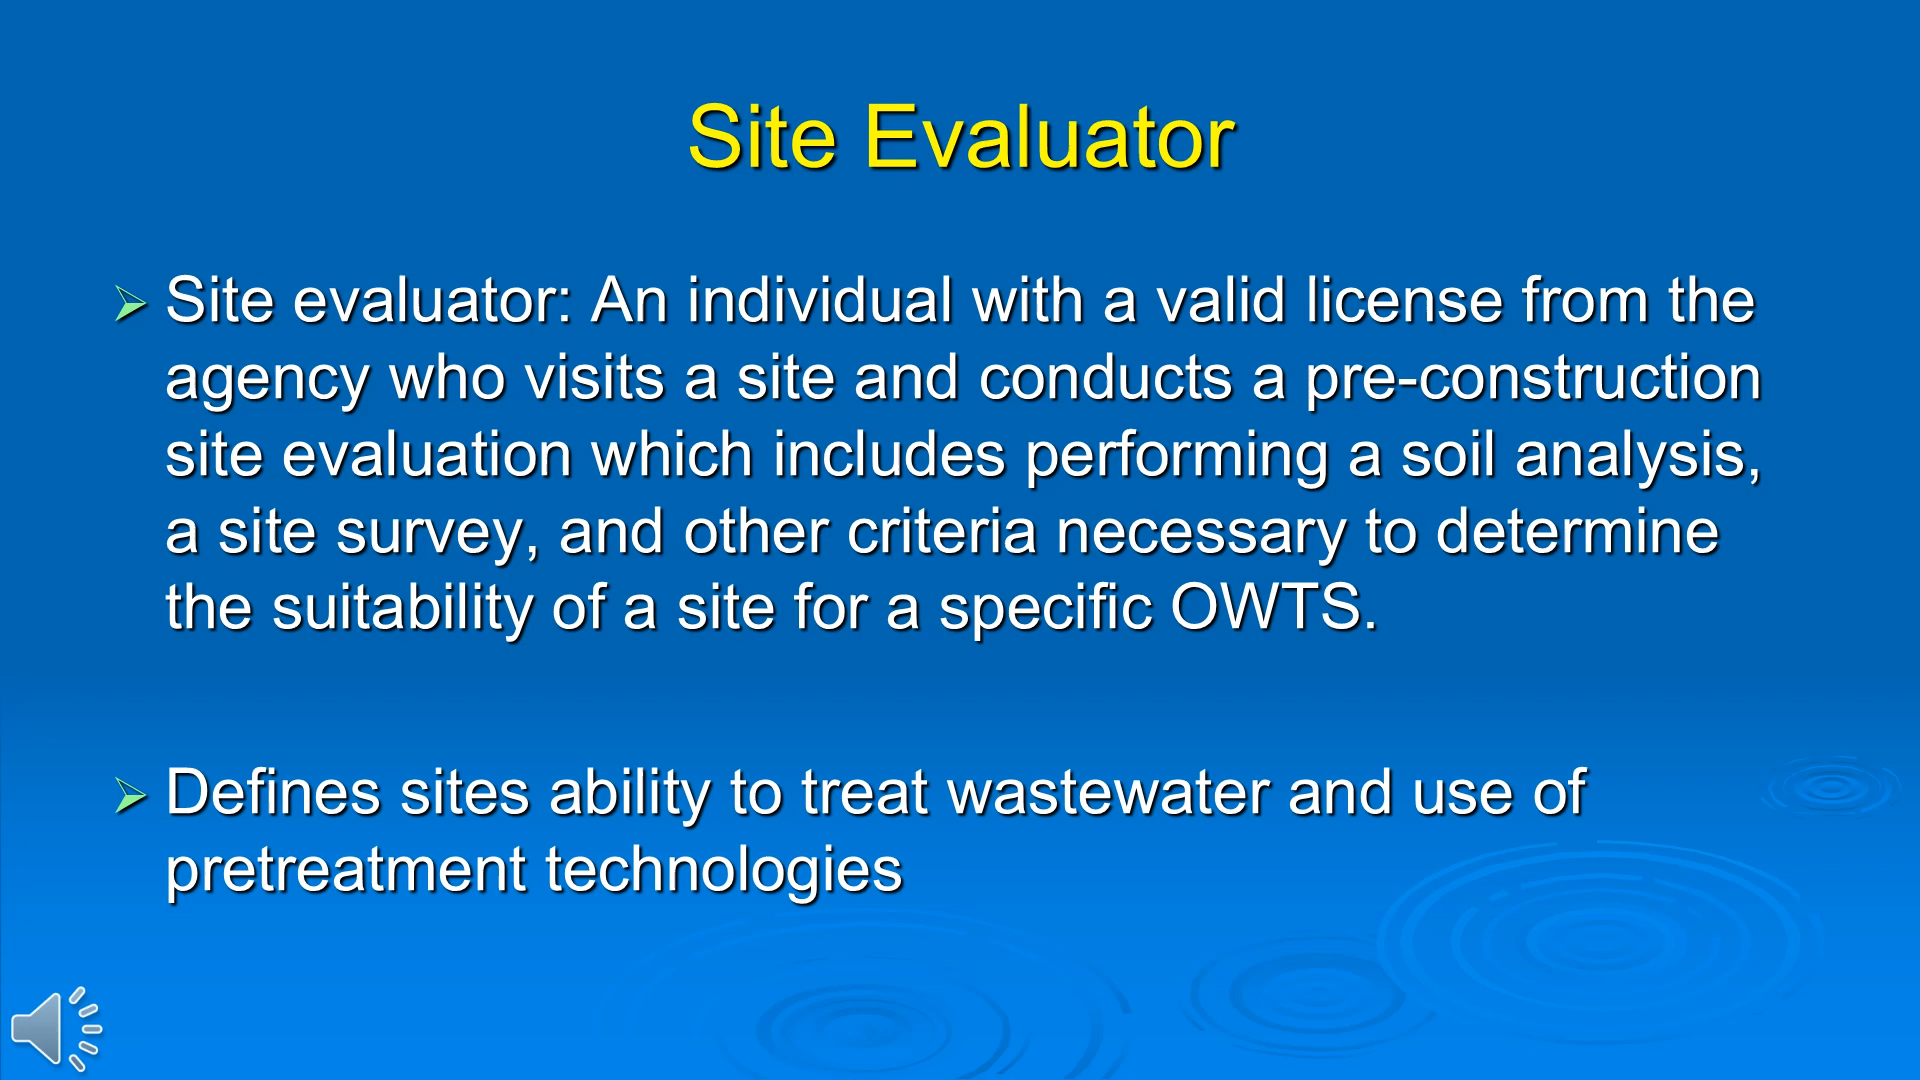 Site Evaluator
Site evaluator: An individual with a valid license from the
agency who visits a site and conducts a pre-construction
site evaluation which includes performing a soil analysis,
a site survey, and other criteria necessary to determine
the suitability of a site for a specific OWTS.
Defines sites ability to treat wastewater and use of
pretreatment technologies